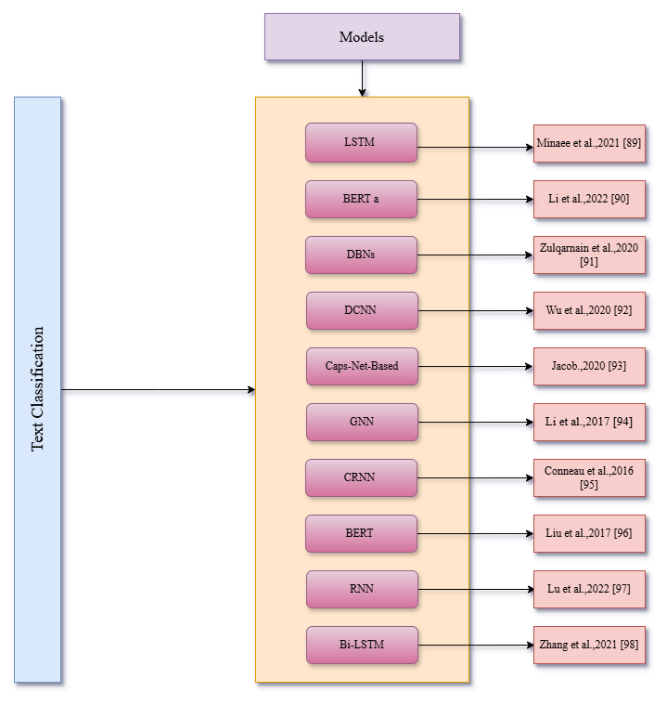 Models
Text Classification
LSTM
Minaee et al.,2021 [89]
BERT a
Li et al.,2022 [90]
DBNs
Zulqarnain et al.,2020
[91]
DCNN
Wu et al.,2020 [92]
Caps-Net-Based
Jacob.,2020 [93]
GNN
Li et al.,2017 [94]
CRNN
Conneau et al.,2016
[95]
BERT
Liu et al.,2017 [96]
RNN
Lu et al.,2022 [97]
Bi-LSTM
Zhang et al.,2021 [98]